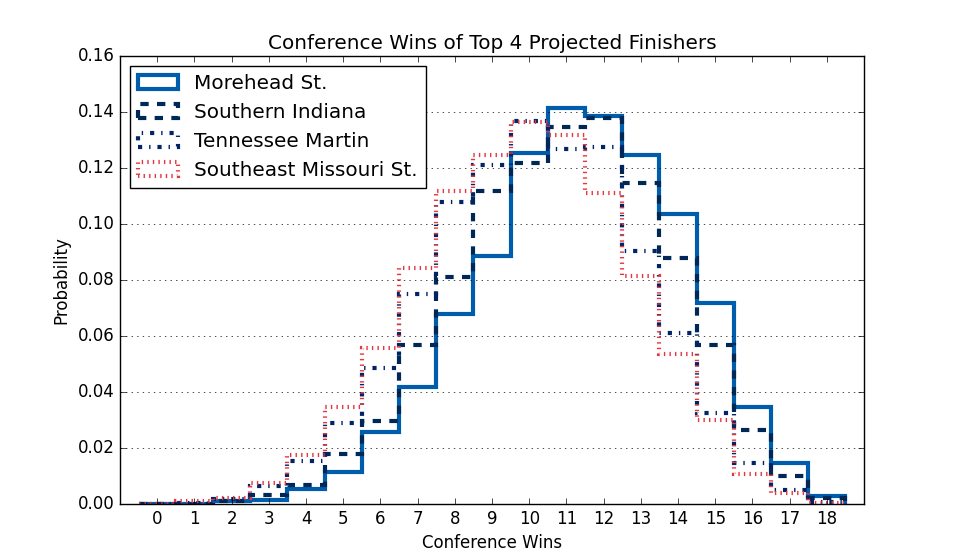 Conference Wins of Top 4 Projected Finishers
0.16
0.14
0.12
0.10
0.08
0.06
0.04
0.02
0.00
Probability
Morehead St.
Southern Indiana
Tennessee Martin
Southeast Missouri St.
0 1 2 3 4 5 6 7 8 9 10 11 12 13 14 15 16 17 18
Conference Wins